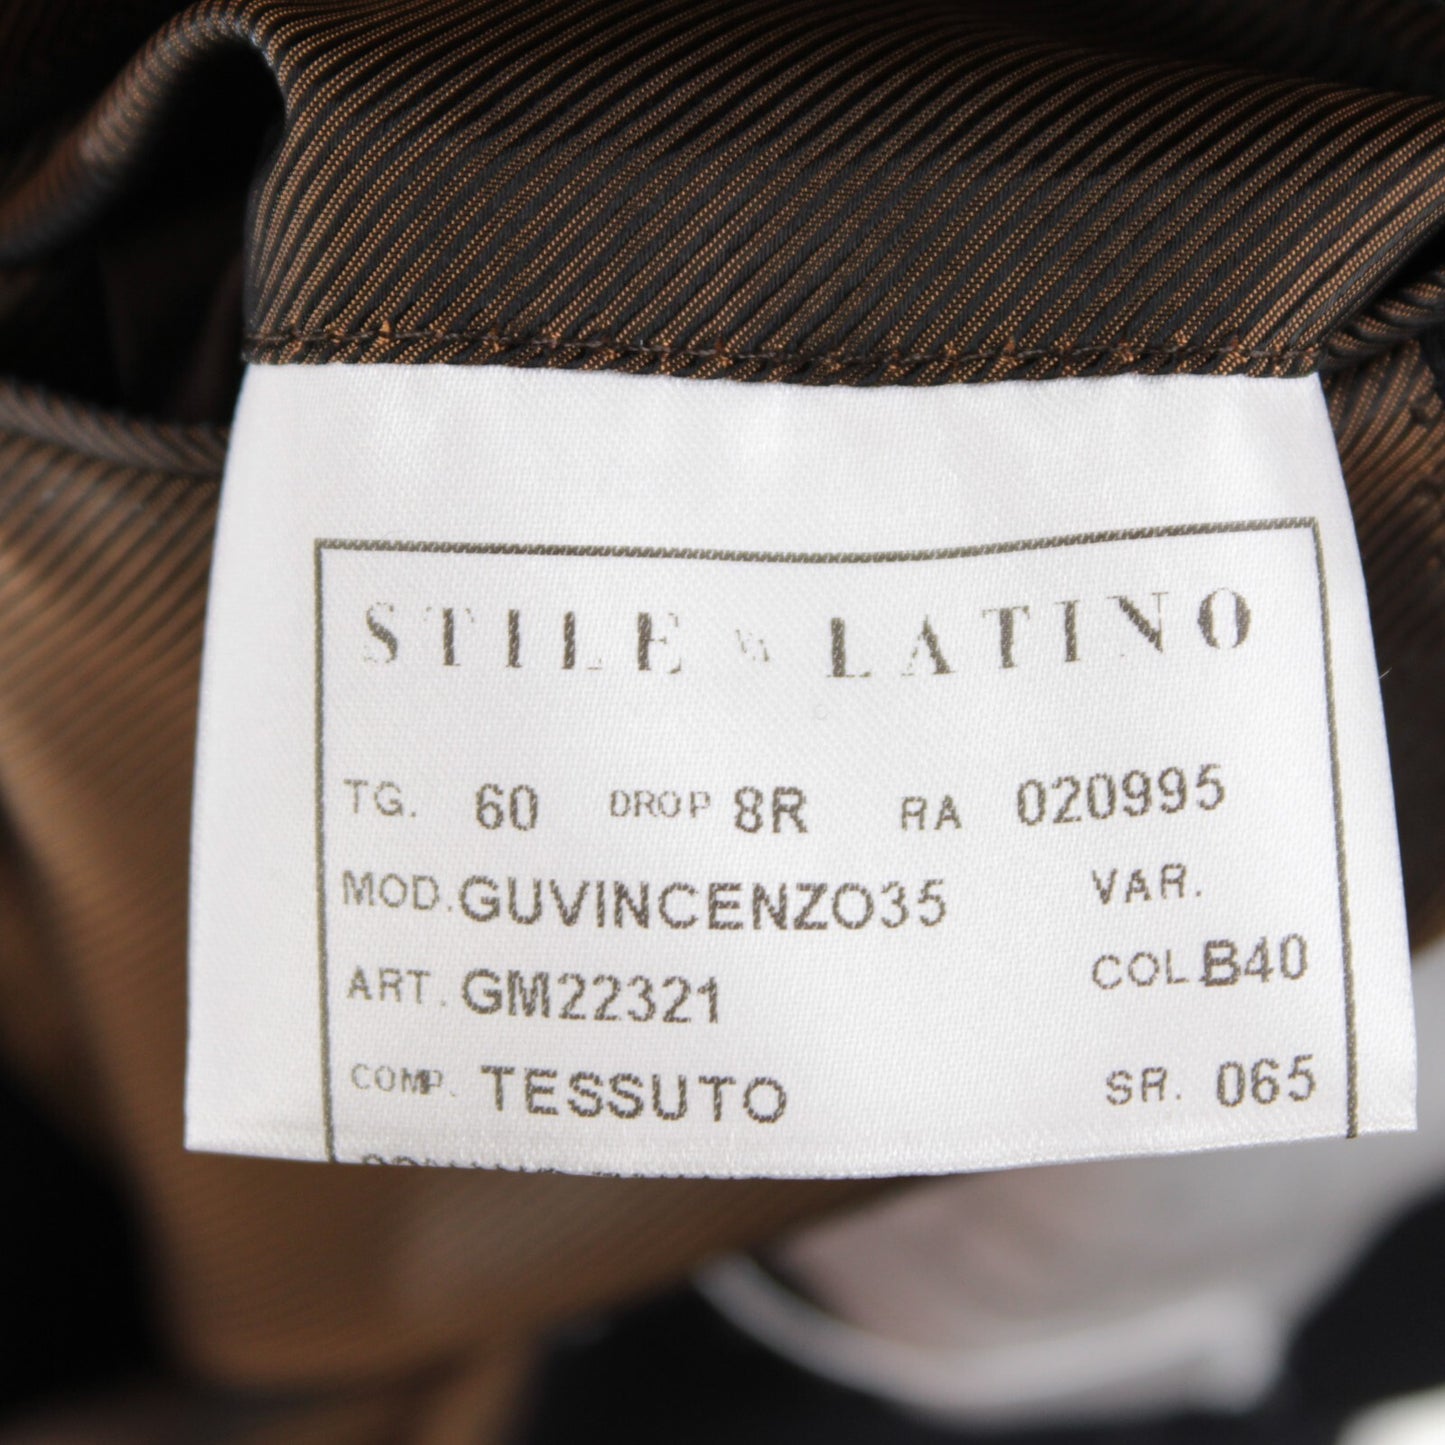 STILE LATINO
TG. 60 DROP 8R RA 020995
MOD. GUVINCENZO35 VAR.
ART. GM22321 COL B40
COMP. TESSUTO SR. 065